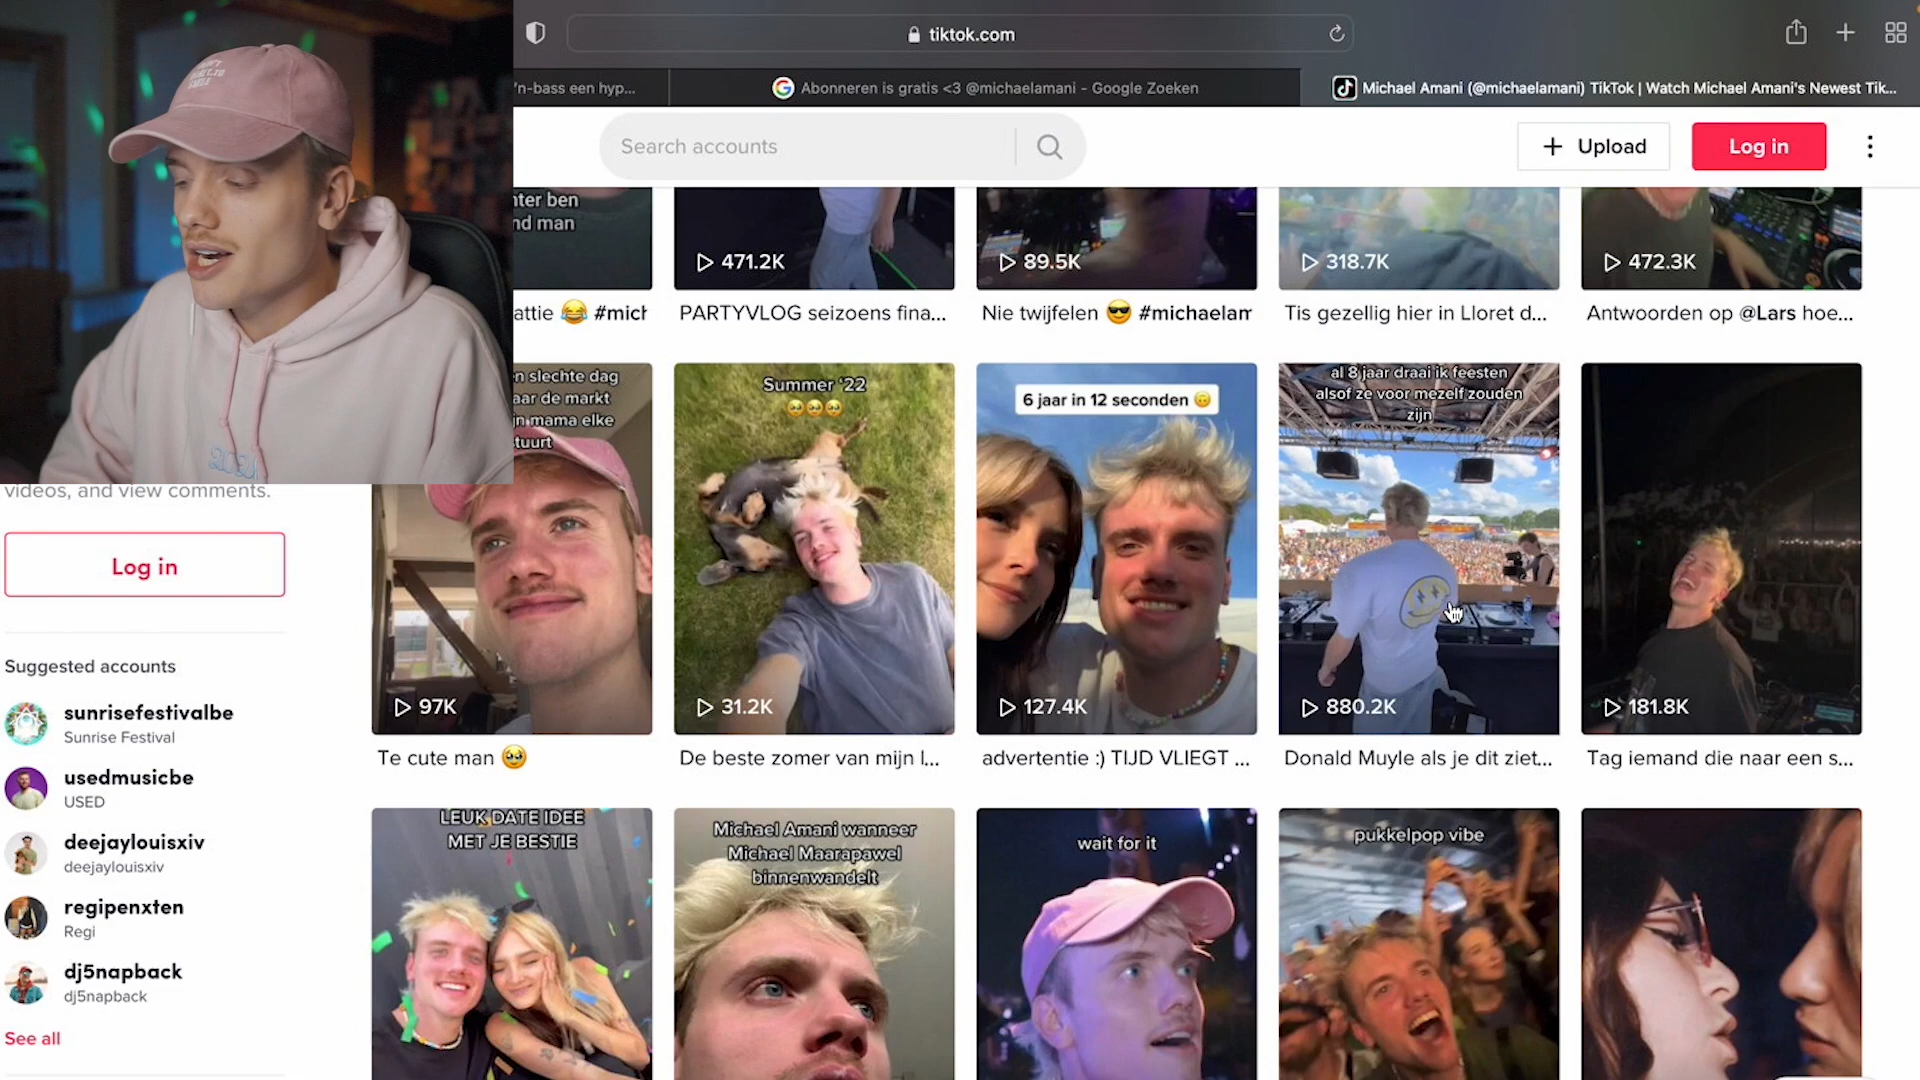 tiktok.com
'n-bass een hyp...
Abonneren is gratis <3 @michaelamani - Google Zoeken
Michael Amani (@michaelamani) TikTok | Watch Michael Amani's Newest Tik...
Search accounts
+ Upload
Log in
nd man
471.2K
89.5K
318.7K
472.3K
attie 😂 #mich
PARTYVLOG seizoens fina...
Nie twijfelen 😎 #michaelam
Tis gezellig hier in Lloret d...
Antwoorden op @Lars hoe...
videos, and view comments.
Log in
Suggested accounts
sunrisefestivalbe
Sunrise Festival
usedmusicbe
USED
deejaylouisxiv
deejaylouisxiv
regipenxten
Regi
dj5napback
dj5napback
See all
n slechte dag
aar de markt
jn mama elke
tuurt
97K
Te cute man 🥹
Summer '22
🥹🥹🥹
31.2K
De beste zomer van mijn l...
6 jaar in 12 seconden 🙃
127.4K
advertentie :) TIJD VLIEGT ...
al 8 jaar draai ik feesten
alsof ze voor mezelf zouden
zijn
880.2K
Donald Muyle als je dit ziet...
181.8K
Tag iemand die naar een s...
LEUK DATE IDEE
MET JE BESTIE
Michael Amani wanneer
Michael Maarapawel
binnenwandelt
wait for it
pukkelpop vibe